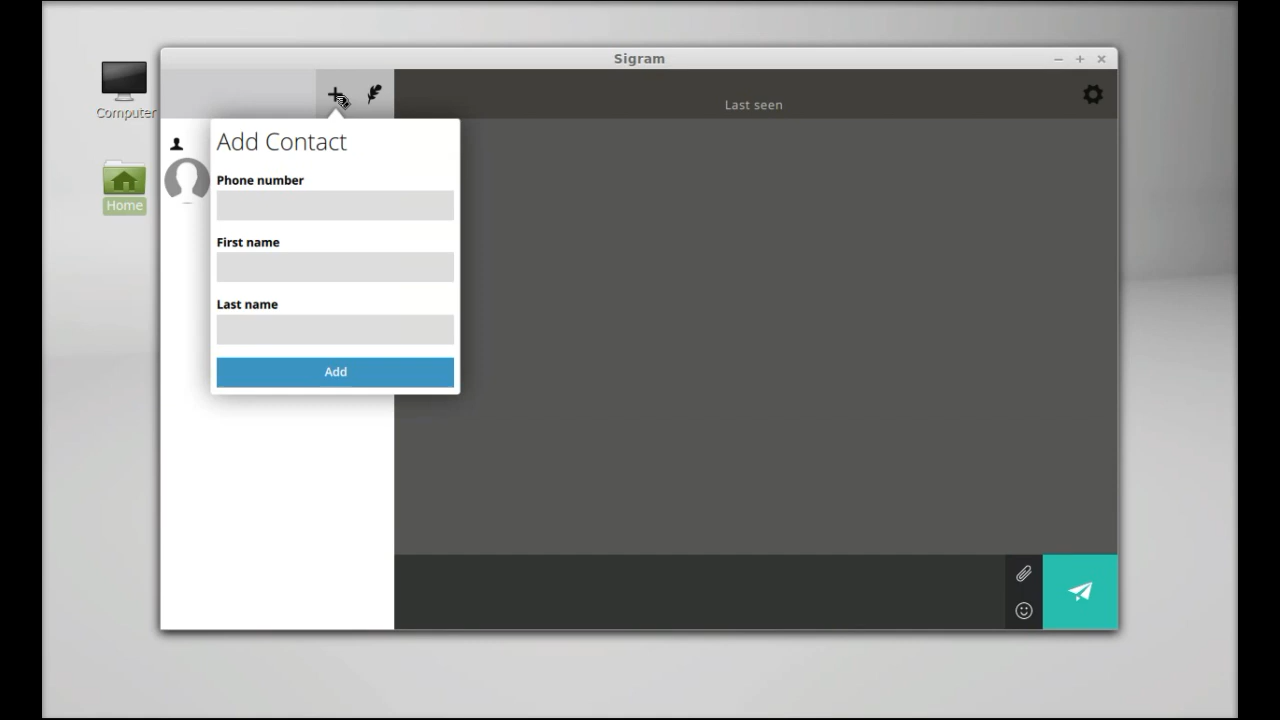 Sigram
Computer
Last seen
Add Contact
Phone number
Home
First name
Last name
Add